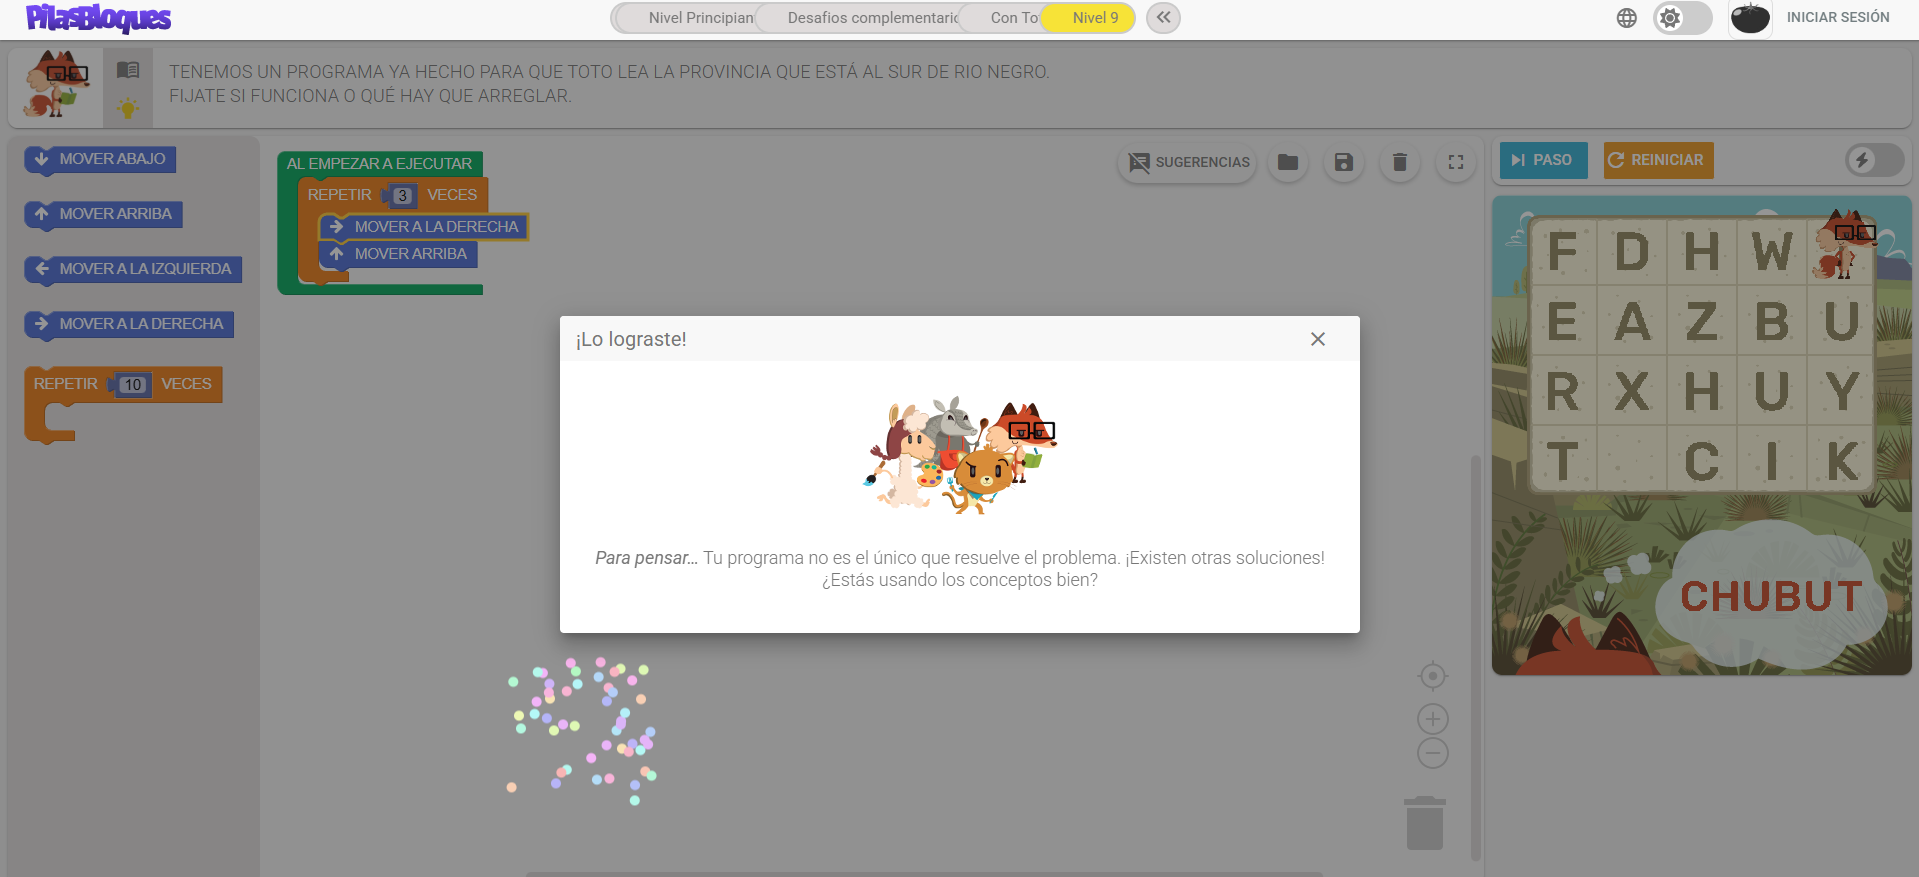 PilasBloques
Nivel Principian
Desafios complementario
Con To
Nivel 9
INICIAR SESIÓN
TENEMOS UN PROGRAMA YA HECHO PARA QUE TOTO LEA LA PROVINCIA QUE ESTÁ AL SUR DE RIO NEGRO.
FIJATE SI FUNCIONA O QUÉ HAY QUE ARREGLAR.
MOVER ABAJO
MOVER ARRIBA
MOVER A LA IZQUIERDA
MOVER A LA DERECHA
REPETIR 10 VECES
AL EMPEZAR A EJECUTAR
REPETIR 3 VECES
MOVER A LA DERECHA
MOVER ARRIBA
SUGERENCIAS
PASO
REINICIAR
F D H W
E A Z B U
R X H U Y
T C I K
CHUBUT
¡Lo lograste!
Para pensar... Tu programa no es el único que resuelve el problema. ¡Existen otras soluciones!
¿Estás usando los conceptos bien?